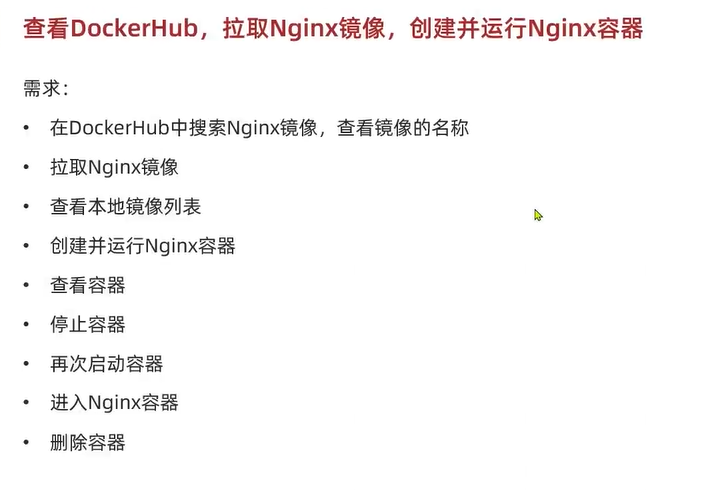 查看DockerHub，拉取Nginx镜像，创建并运行Nginx容器
需求：
• 在DockerHub中搜索Nginx镜像，查看镜像的名称
• 拉取Nginx镜像
• 查看本地镜像列表
• 创建并运行Nginx容器
• 查看容器
• 停止容器
• 再次启动容器
• 进入Nginx容器
• 删除容器